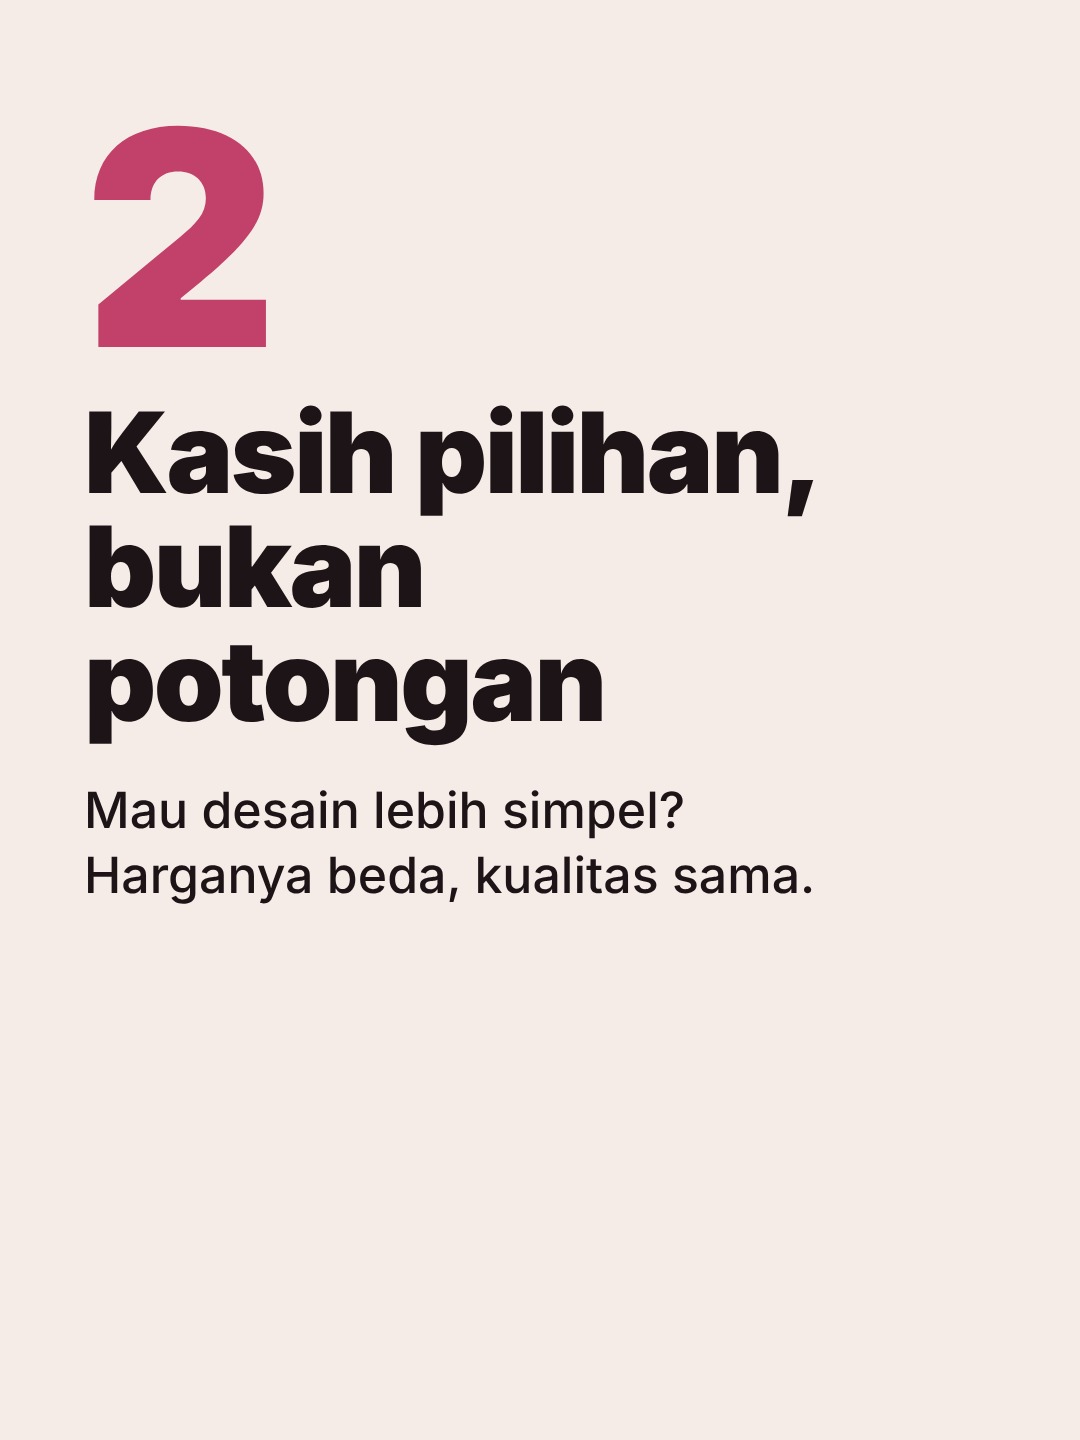 2
Kasih pilihan,
bukan
potongan
Mau desain lebih simpel?
Harganya beda, kualitas sama.